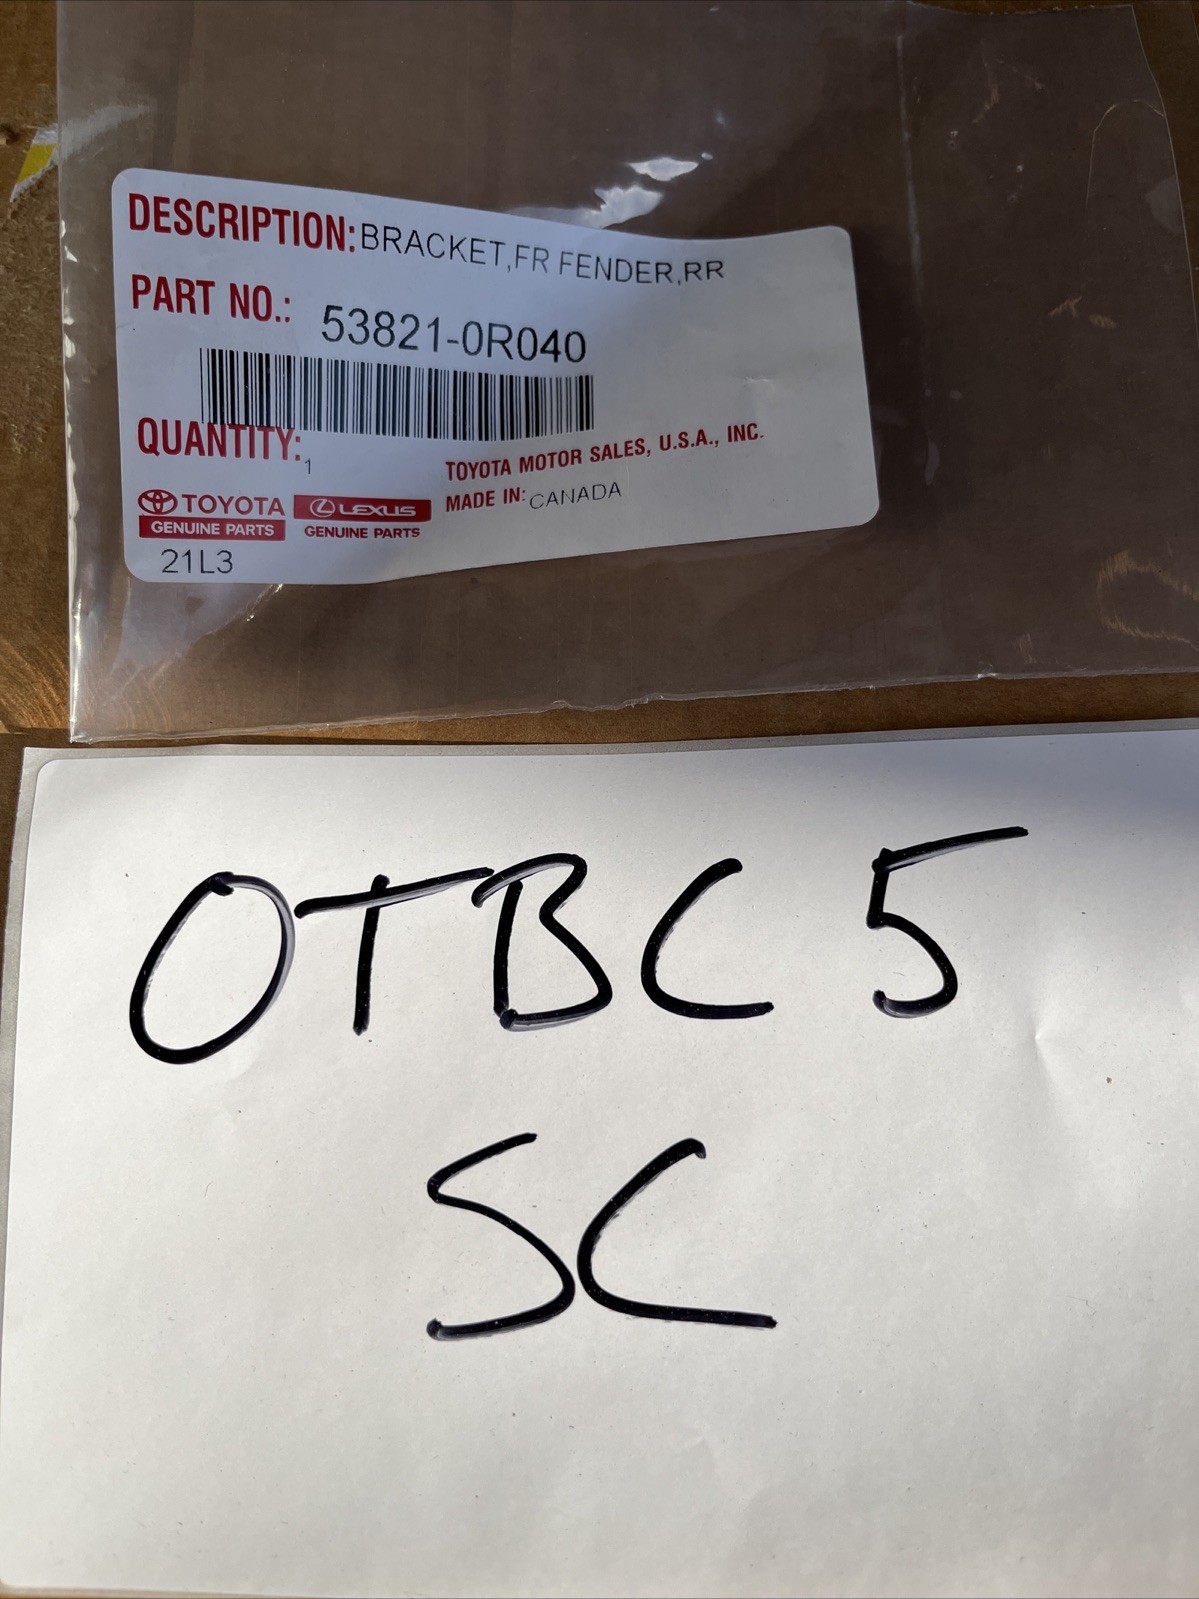 DESCRIPTION: BRACKET,FR FENDER,RR
PART NO.: 53821-0R040
QUANTITY: 1
TOYOTA MOTOR SALES, U.S.A., INC.
MADE IN: CANADA
TOYOTA
GENUINE PARTS
LEXUS
GENUINE PARTS
21L3
OTBC 5
SC